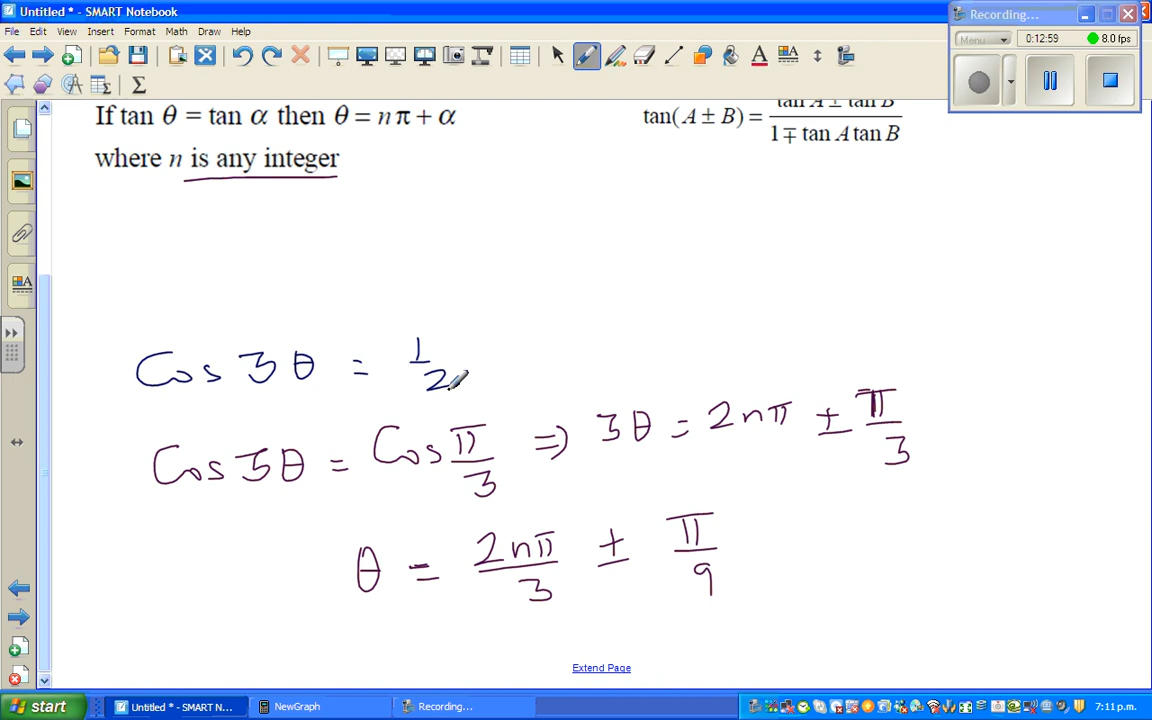 Untitled * - SMART Notebook
Recording...
File Edit View Insert Format Math Draw Help
Menu 0:12:59 8.0 fps
If tan θ = tan α then θ = nπ + α
where n is any integer
tan(A ± B) = tan A ± tan B / 1 ∓ tan A tan B
Cos 3θ = 1/2
Cos 3θ = Cos π/3 ⇒ 3θ = 2nπ ± π/3
θ = 2nπ/3 ± π/9
Extend Page
start Untitled * - SMART N... NewGraph Recording... 7:11 p.m.